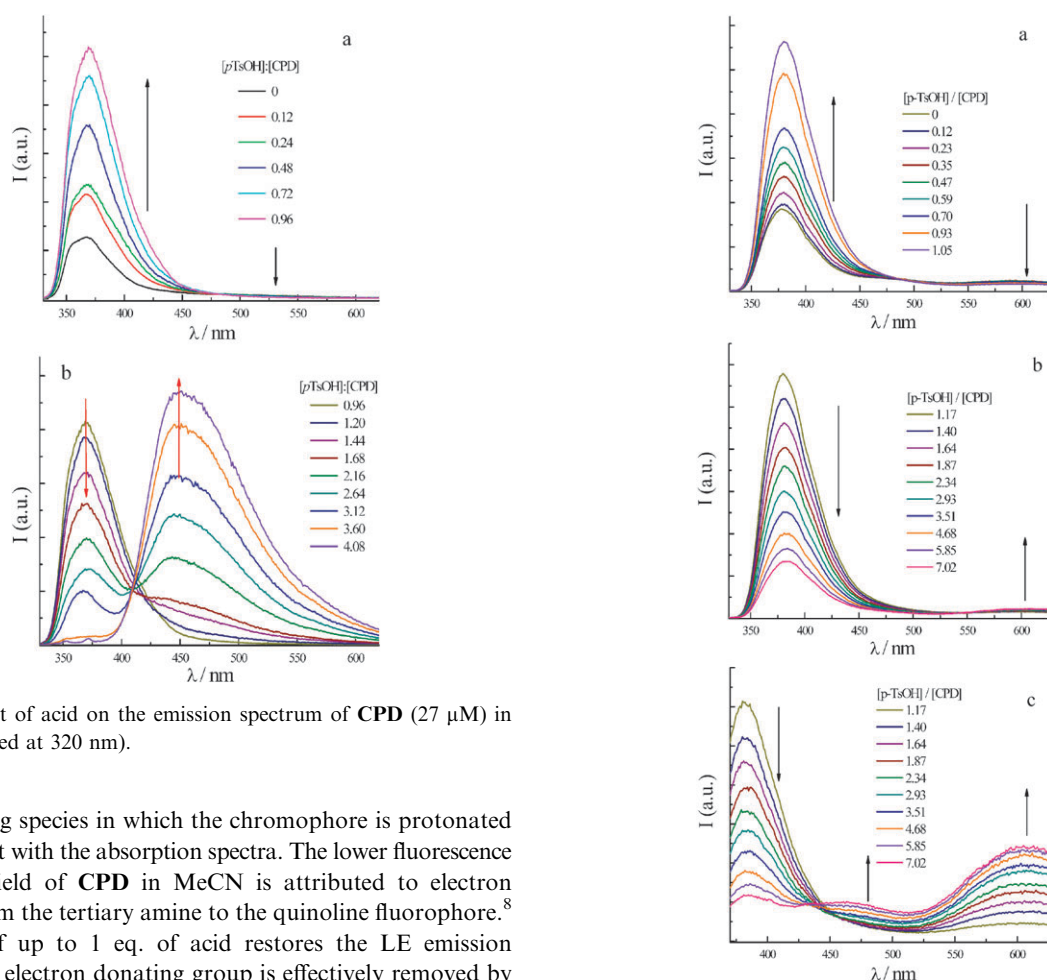 a
[pTsOH]:[CPD]
0
0.12
0.24
0.48
0.72
0.96
I (a.u.)
350 400 450 500 550 600
λ / nm
b
[pTsOH]:[CPD]
0.96
1.20
1.44
1.68
2.16
2.64
3.12
3.60
4.08
I (a.u.)
350 400 450 500 550 600
λ / nm
t of acid on the emission spectrum of CPD (27 μM) in
ed at 320 nm).
g species in which the chromophore is protonated
t with the absorption spectra. The lower fluorescence
ield of CPD in MeCN is attributed to electron
m the tertiary amine to the quinoline fluorophore.8
f up to 1 eq. of acid restores the LE emission
electron donating group is effectively removed by
a
[p-TsOH] / [CPD]
0
0.12
0.23
0.35
0.47
0.59
0.70
0.93
1.05
I (a.u.)
350 400 450 500 550 600
λ / nm
b
[p-TsOH] / [CPD]
1.17
1.40
1.64
1.87
2.34
2.93
3.51
4.68
5.85
7.02
I (a.u.)
350 400 450 500 550 600
λ / nm
c
[p-TsOH] / [CPD]
1.17
1.40
1.64
1.87
2.34
2.93
3.51
4.68
5.85
7.02
I (a.u.)
400 450 500 550 600
λ / nm